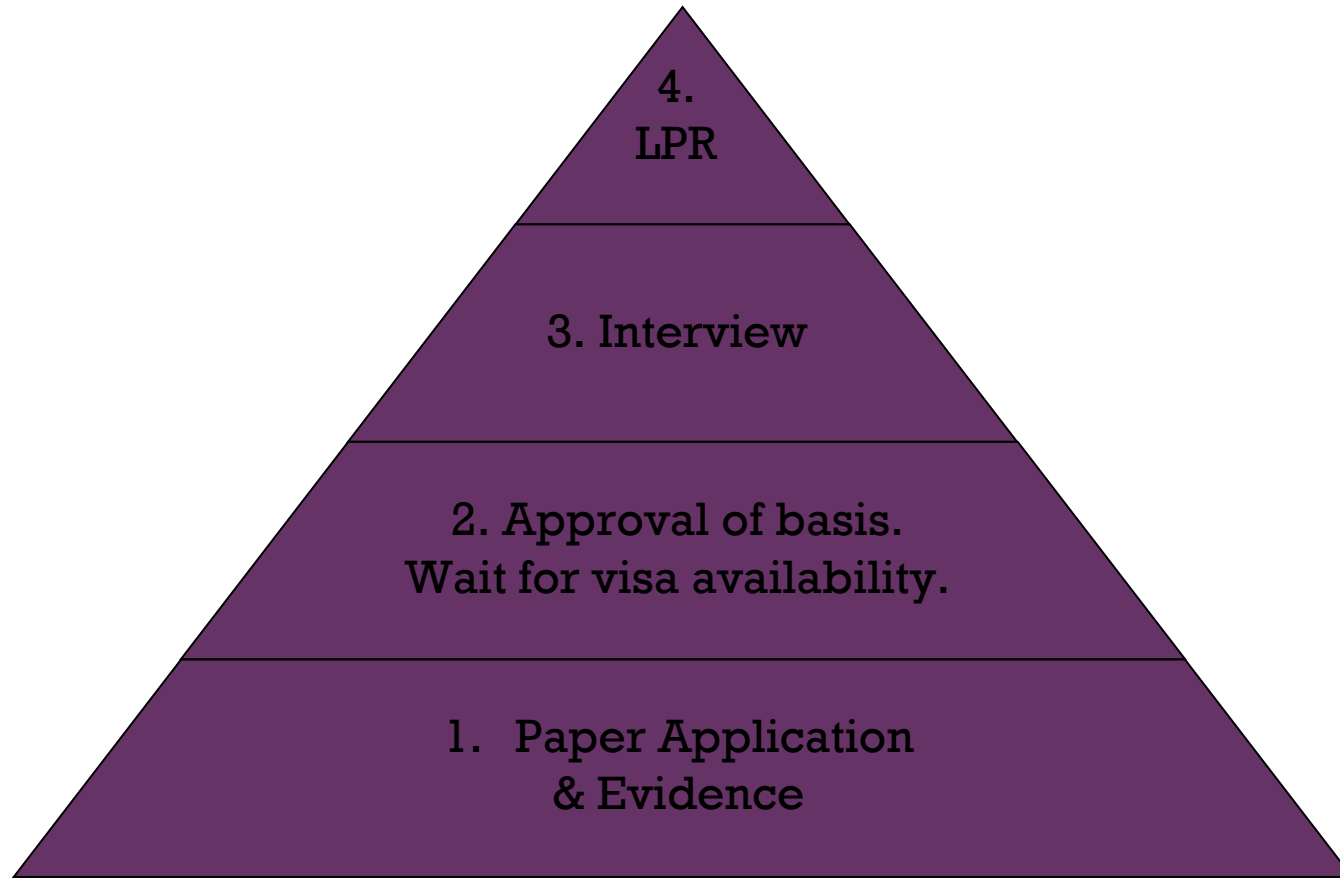 4.
LPR
3. Interview
2. Approval of basis.
Wait for visa availability.
1. Paper Application
& Evidence